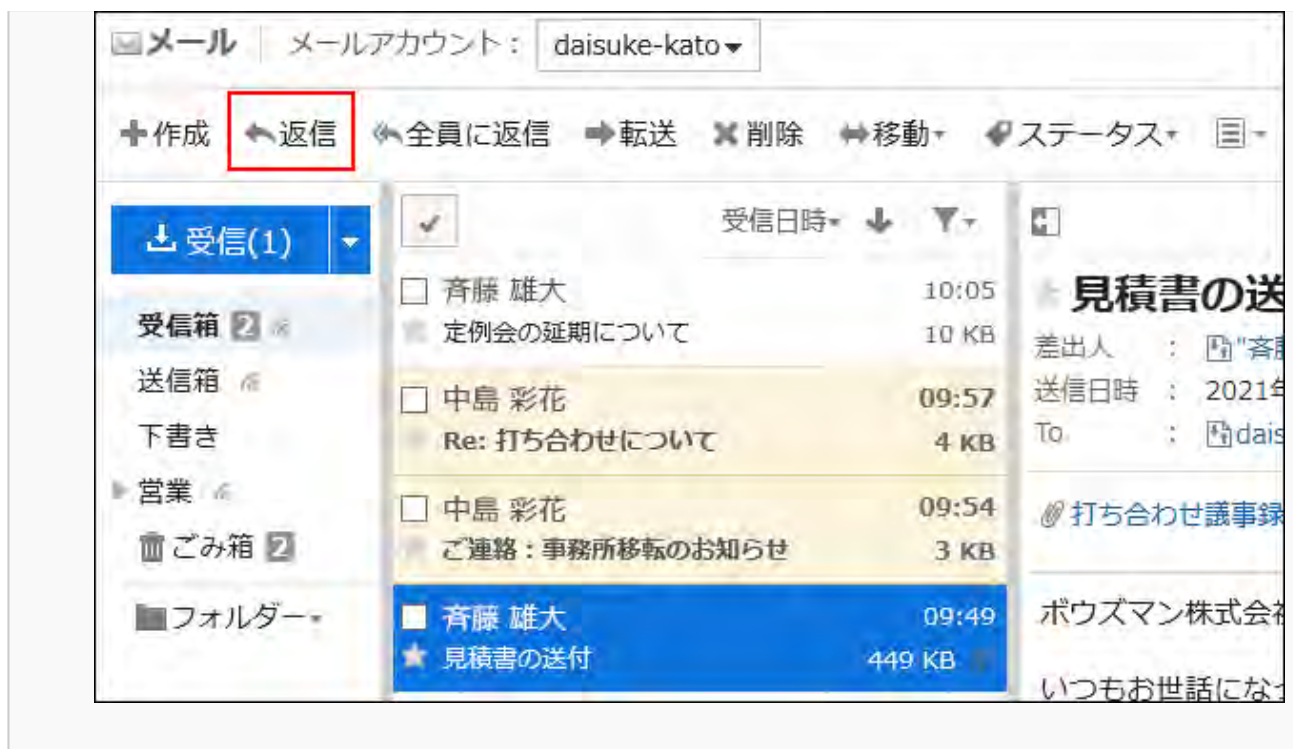 メール メールアカウント： daisuke-kato
作成 返信 全員に返信 転送 削除 移動 ステータス
受信(1)
受信箱 2
送信箱
下書き
営業
ごみ箱 2
フォルダー
受信日時
斉藤 雄大 10:05
定例会の延期について 10 KB
中島 彩花 09:57
Re: 打ち合わせについて 4 KB
中島 彩花 09:54
ご連絡：事務所移転のお知らせ 3 KB
斉藤 雄大 09:49
見積書の送付 449 KB
見積書の送
差出人 : "斉藤
送信日時 : 2021年
To : dais
打ち合わせ議事録
ボウズマン株式会社
いつもお世話になっ